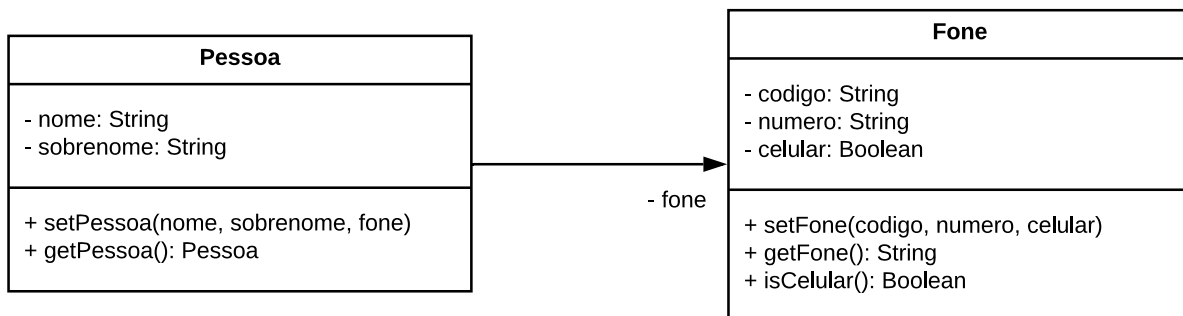 Pessoa
- nome: String
- sobrenome: String
+ setPessoa(nome, sobrenome, fone)
+ getPessoa(): Pessoa
- fone
Fone
- codigo: String
- numero: String
- celular: Boolean
+ setFone(codigo, numero, celular)
+ getFone(): String
+ isCelular(): Boolean